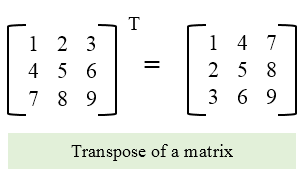 T
1 2 3 1 4 7
4 5 6 = 2 5 8
7 8 9 3 6 9
Transpose of a matrix